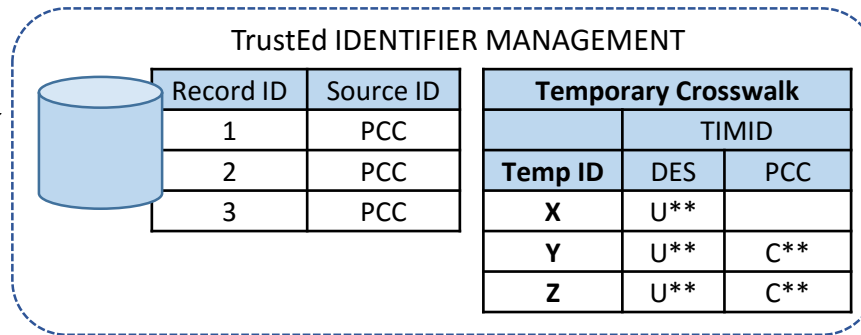 TrustEd IDENTIFIER MANAGEMENT
Record ID Source ID
1 PCC
2 PCC
3 PCC
Temporary Crosswalk
TIMID
Temp ID DES PCC
X U**
Y U** C**
Z U** C**